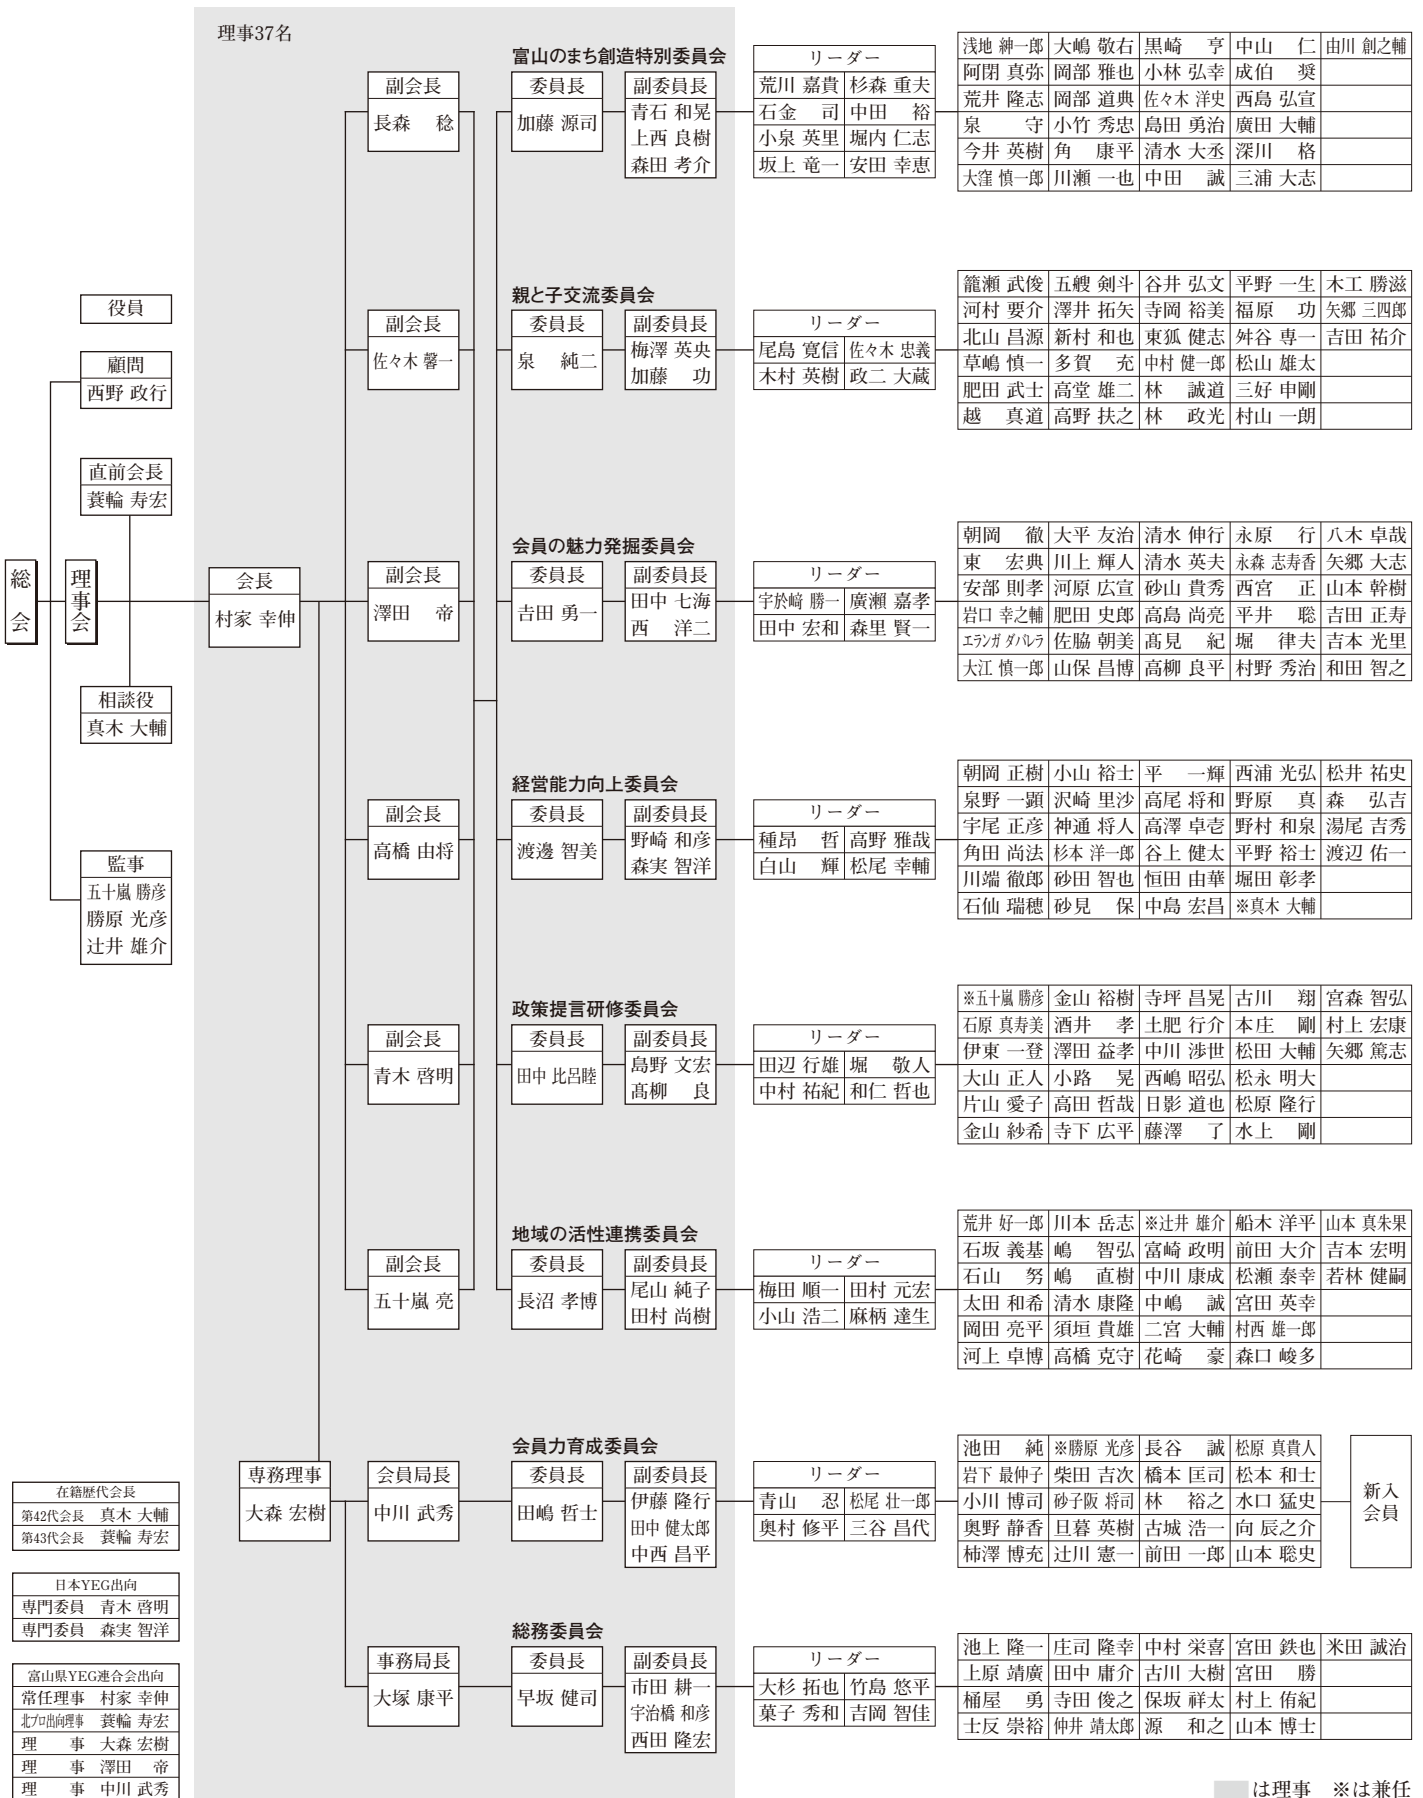 理事37名
役員
顧問
西野 政行
直前会長
蓑輪 寿宏
総会
理事会
相談役
真木 大輔
監事
五十嵐 勝彦
勝原 光彦
辻井 雄介
会長
村家 幸伸
専務理事
大森 宏樹
富山のまち創造特別委員会
副会長
長森 稔
委員長
加藤 源司
副委員長
青石 和晃
上西 良樹
森田 考介
リーダー
荒川 嘉貴 杉森 重夫
石金 司 中田 裕
小泉 英里 堀内 仁志
坂上 竜一 安田 幸恵
浅地 紳一郎 大嶋 敬右 黒崎 亨 中山 仁 由川 創之輔
阿閉 真弥 岡部 雅也 小林 弘幸 成伯 奨
荒井 隆志 岡部 道典 佐々木 洋史 西島 弘宣
泉 守 小竹 秀忠 島田 勇治 廣田 大輔
今井 英樹 角 康平 清水 大丞 深川 格
大窪 慎一郎 川瀬 一也 中田 誠 三浦 大志
親と子交流委員会
副会長
佐々木 馨一
委員長
泉 純二
副委員長
梅澤 英央
加藤 功
リーダー
尾島 寛信 佐々木 忠義
木村 英樹 政二 大蔵
籠瀬 武俊 五艘 剣斗 谷井 弘文 平野 一生 木工 勝滋
河村 要介 澤井 拓矢 寺岡 裕美 福原 功 矢郷 三四郎
北山 昌源 新村 和也 東狐 健志 舛谷 専一 吉田 祐介
草嶋 慎一 多賀 充 中村 健一郎 松山 雄太
肥田 武士 高堂 雄二 林 誠道 三好 申剛
越 真道 高野 扶之 林 政光 村山 一朗
会員の魅力発掘委員会
副会長
澤田 帝
委員長
吉田 勇一
副委員長
田中 七海
西 洋二
リーダー
宇於﨑 勝一 廣瀬 嘉孝
田中 宏和 森里 賢一
朝岡 徹 大平 友治 清水 伸行 永原 行 八木 卓哉
東 宏典 川上 輝人 清水 英夫 永森 志寿香 矢郷 大志
安部 則孝 河原 広宣 砂山 貴秀 西宮 正 山本 幹樹
岩口 幸之輔 肥田 史郎 高島 尚亮 平井 聡 吉田 正寿
エランガ ダバレラ 佐脇 朝美 髙見 紀 堀 律夫 吉本 光里
大江 慎一郎 山保 昌博 高柳 良平 村野 秀治 和田 智之
経営能力向上委員会
副会長
高橋 由将
委員長
渡邊 智美
副委員長
野崎 和彦
森実 智洋
リーダー
種昂 哲 高野 雅哉
白山 輝 松尾 幸輔
朝岡 正樹 小山 裕士 平 一輝 西浦 光弘 松井 祐史
泉野 一顕 沢崎 里沙 高尾 将和 野原 真 森 弘吉
宇尾 正彦 神通 将人 高澤 卓壱 野村 和泉 湯尾 吉秀
角田 尚法 杉本 洋一郎 谷上 健太 平野 裕士 渡辺 佑一
川端 徹郎 砂田 智也 恒田 由華 堀田 彰孝
石仙 瑞穂 砂見 保 中島 宏昌 ※真木 大輔
政策提言研修委員会
副会長
青木 啓明
委員長
田中 比呂睦
副委員長
島野 文宏
髙柳 良
リーダー
田辺 行雄 堀 敬人
中村 祐紀 和仁 哲也
※五十嵐 勝彦 金山 裕樹 寺坪 昌晃 古川 翔 宮森 智弘
石原 真寿美 酒井 孝 土肥 行介 本庄 剛 村上 宏康
伊東 一登 澤田 益孝 中川 渉世 松田 大輔 矢郷 篤志
大山 正人 小路 晃 西嶋 昭弘 松永 明大
片山 愛子 高田 哲哉 日影 道也 松原 隆行
金山 紗希 寺下 広平 藤澤 了 水上 剛
地域の活性連携委員会
副会長
五十嵐 亮
委員長
長沼 孝博
副委員長
尾山 純子
田村 尚樹
リーダー
梅田 順一 田村 元宏
小山 浩二 麻柄 達生
荒井 好一郎 川本 岳志 ※辻井 雄介 船木 洋平 山本 真朱果
石坂 義基 嶋 智弘 富崎 政明 前田 大介 吉本 宏明
石山 努 嶋 直樹 中川 康成 松瀬 泰幸 若林 健嗣
太田 和希 清水 康隆 中嶋 誠 宮田 英幸
岡田 亮平 須垣 貴雄 二宮 大輔 村西 雄一郎
河上 卓博 高橋 克守 花崎 豪 森口 峻多
会員力育成委員会
会員局長
中川 武秀
委員長
田嶋 哲士
副委員長
伊藤 隆行
田中 健太郎
中西 昌平
リーダー
青山 忍 松尾 壮一郎
奥村 修平 三谷 昌代
池田 純 ※勝原 光彦 長谷 誠 松原 真貴人
岩下 最仲子 柴田 吉次 橋本 匡司 松本 和士
小川 博司 砂子阪 将司 林 裕之 水口 猛史
奥野 静香 旦暮 英樹 古城 浩一 向 辰之介
柿澤 博充 辻川 憲一 前田 一郎 山本 聡史
新入会員
総務委員会
事務局長
大塚 康平
委員長
早坂 健司
副委員長
市田 耕一
宇治橋 和彦
西田 隆宏
リーダー
大杉 拓也 竹島 悠平
菓子 秀和 吉岡 智佳
池上 隆一 庄司 隆幸 中村 栄喜 宮田 鉄也 米田 誠治
上原 靖廣 田中 庸介 古川 大樹 宮田 勝
桶屋 勇 寺田 俊之 保坂 祥太 村上 侑紀
士反 崇裕 仲井 靖太郎 源 和之 山本 博士
在籍歴代会長
第42代会長 真木 大輔
第43代会長 蓑輪 寿宏
日本YEG出向
専門委員 青木 啓明
専門委員 森実 智洋
富山県YEG連合会出向
常任理事 村家 幸伸
北ブロ出向理事 蓑輪 寿宏
理 事 大森 宏樹
理 事 澤田 帝
理 事 中川 武秀
は理事 ※は兼任